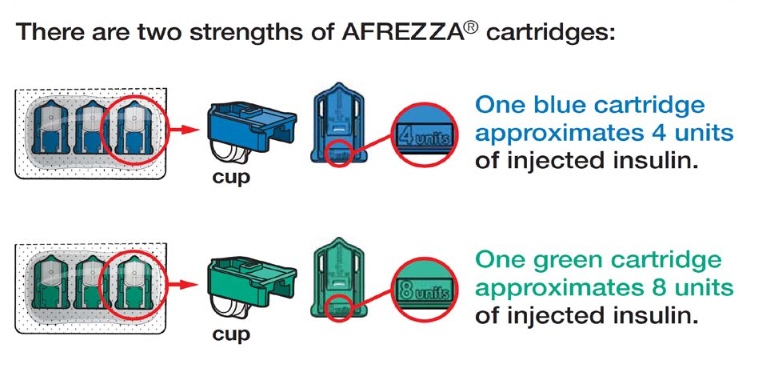 There are two strengths of AFREZZA® cartridges:
One blue cartridge
approximates 4 units
of injected insulin.
4 units
cup
One green cartridge
approximates 8 units
of injected insulin.
8 units
cup